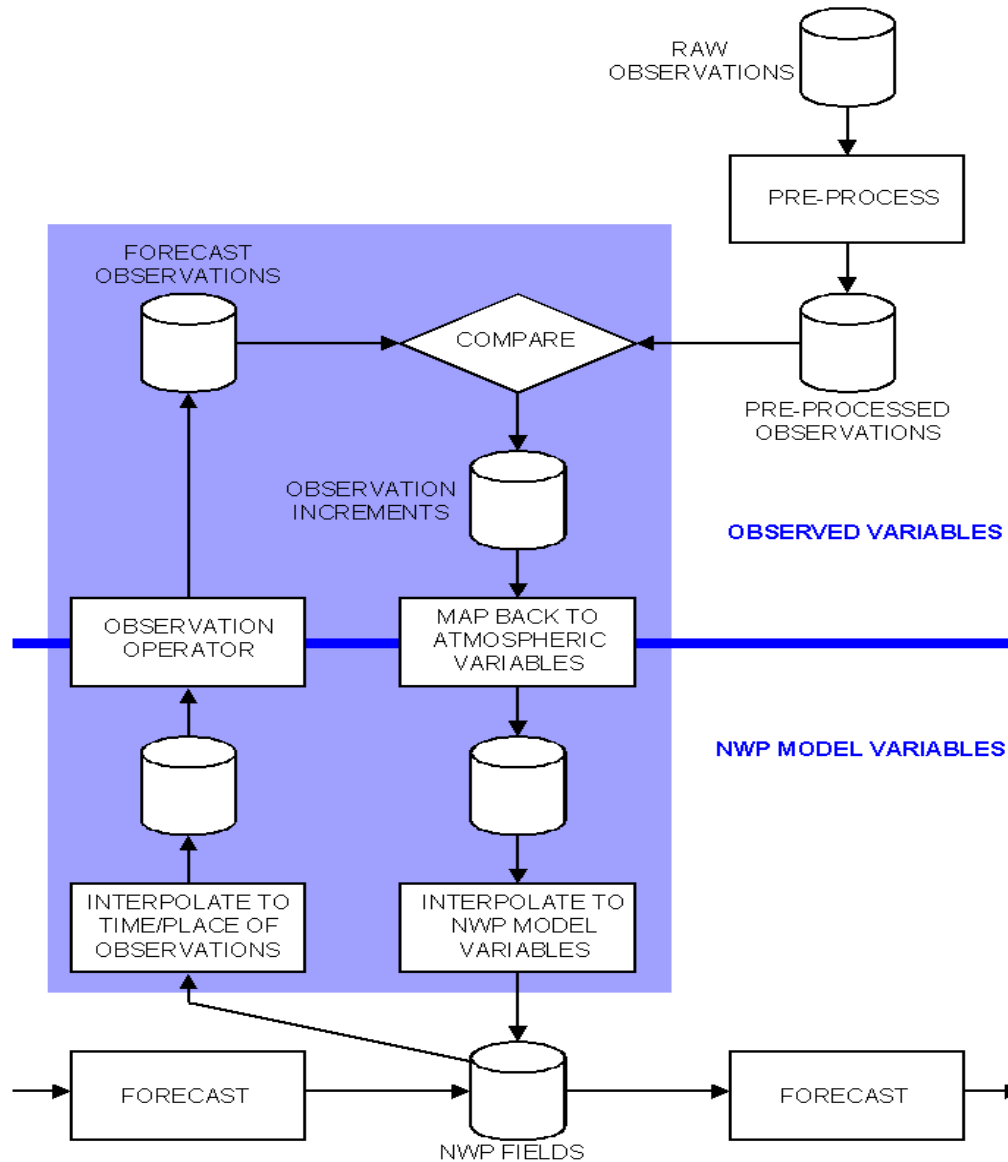 RAW
OBSERVATIONS
PRE-PROCESS
FORECAST
OBSERVATIONS
COMPARE
PRE-PROCESSED
OBSERVATIONS
OBSERVATION
INCREMENTS
OBSERVED VARIABLES
OBSERVATION
OPERATOR
MAP BACK TO
ATMOSPHERIC
VARIABLES
NWP MODEL VARIABLES
INTERPOLATE TO
TIME/PLACE OF
OBSERVATIONS
INTERPOLATE TO
NWP MODEL
VARIABLES
FORECAST
NWP FIELDS
FORECAST